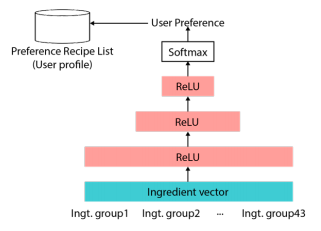 User Preference
Preference Recipe List
(User profile)
Softmax
ReLU
ReLU
ReLU
Ingredient vector
Ingt. group1 Ingt. group2 ... Ingt. group43